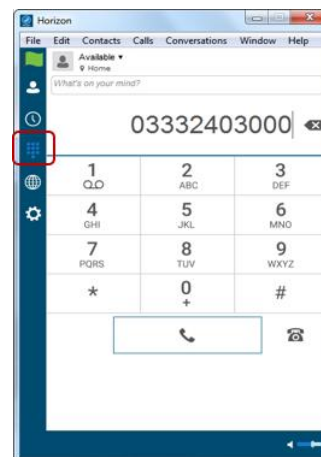 Horizon
File Edit Contacts Calls Conversations Window Help
Available
Home
What's on your mind?
03332403000
1 2 3
ABC DEF
4 5 6
GHI JKL MNO
7 8 9
PQRS TUV WXYZ
* 0 #
+